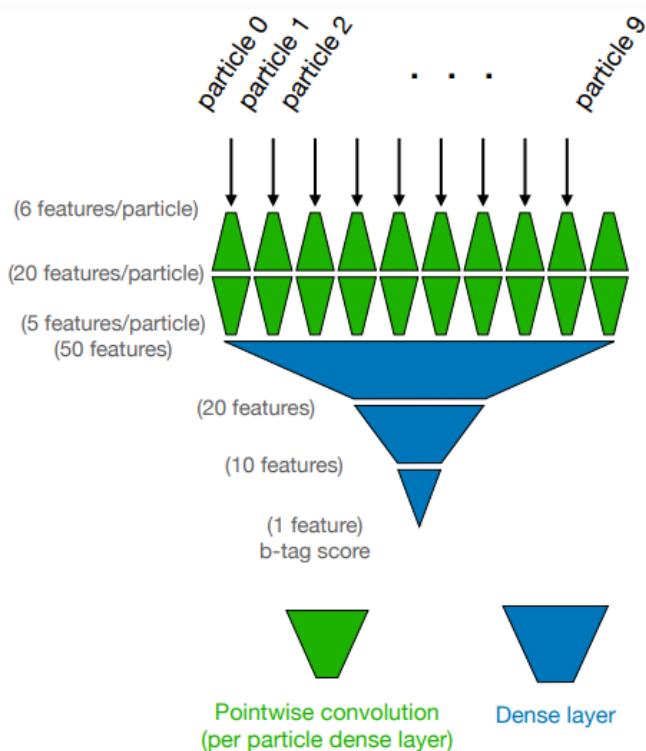 particle 0
particle 1
particle 2
. . .
particle 9
(6 features/particle)
(20 features/particle)
(5 features/particle)
(50 features)
(20 features)
(10 features)
(1 feature)
b-tag score
Pointwise convolution
(per particle dense layer)
Dense layer